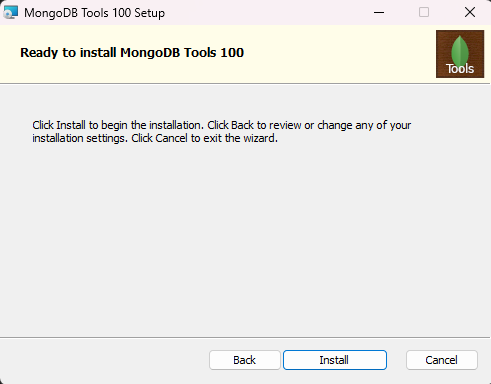 MongoDB Tools 100 Setup
Ready to install MongoDB Tools 100
Tools
Click Install to begin the installation. Click Back to review or change any of your
installation settings. Click Cancel to exit the wizard.
Back
Install
Cancel